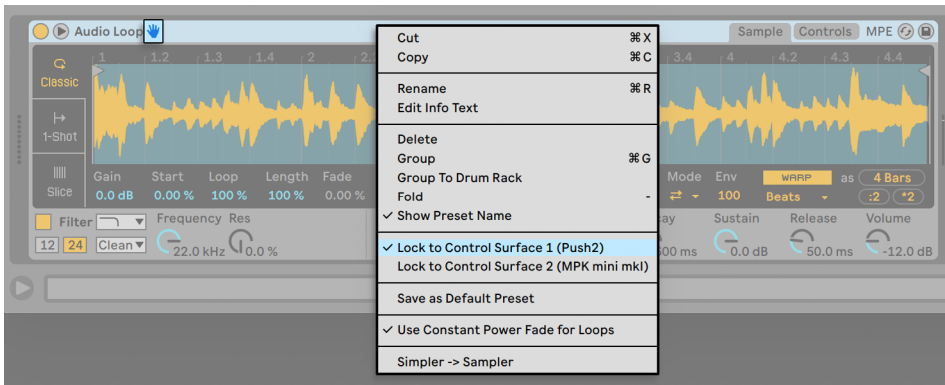 Audio Loop
Sample Controls MPE
Cut ⌘X
Copy ⌘C
Rename ⌘R
Edit Info Text
Delete
Group ⌘G
Group To Drum Rack
Fold -
✓ Show Preset Name
✓ Lock to Control Surface 1 (Push2)
Lock to Control Surface 2 (MPK mini mkI)
Save as Default Preset
✓ Use Constant Power Fade for Loops
Simpler -> Sampler
1 1.2 1.3 1.4 2 3.4 4 4.2 4.3 4.4
Classic
1-Shot
Slice
Gain Start Loop Length Fade Mode Env WARP as 4 Bars
0.0 dB 0.00 % 100 % 100 % 0.00 % 100 Beats :2 *2
Filter Frequency Res Sustain Release Volume
12 24 Clean 22.0 kHz 0.0 % 0.0 dB 50.0 ms -12.0 dB